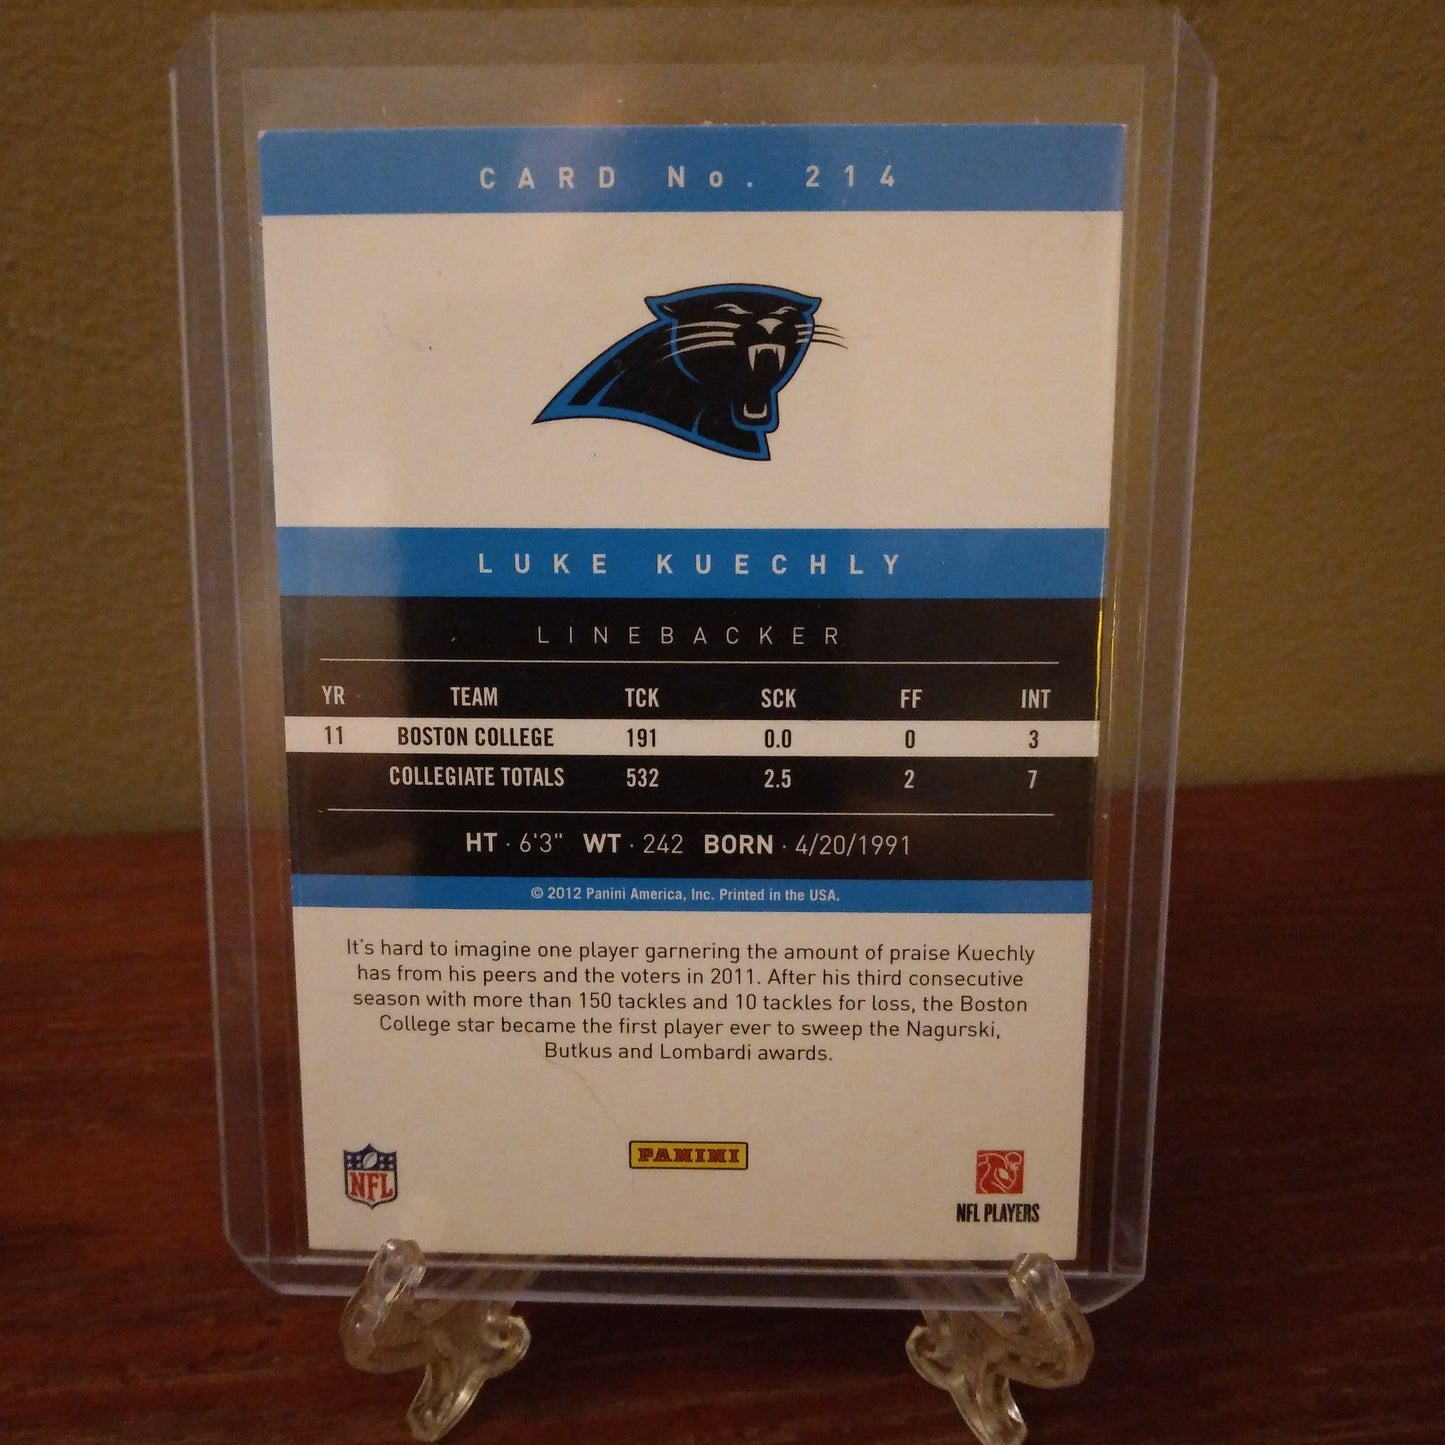 CARD No. 214
LUKE KUECHLY
LINEBACKER
YR TEAM TCK SCK FF INT
11 BOSTON COLLEGE 191 0.0 0 3
COLLEGIATE TOTALS 532 2.5 2 7
HT · 6'3" WT · 242 BORN · 4/20/1991
© 2012 Panini America, Inc. Printed in the USA.
It's hard to imagine one player garnering the amount of praise Kuechly
has from his peers and the voters in 2011. After his third consecutive
season with more than 150 tackles and 10 tackles for loss, the Boston
College star became the first player ever to sweep the Nagurski,
Butkus and Lombardi awards.
NFL
PANINI
NFL PLAYERS